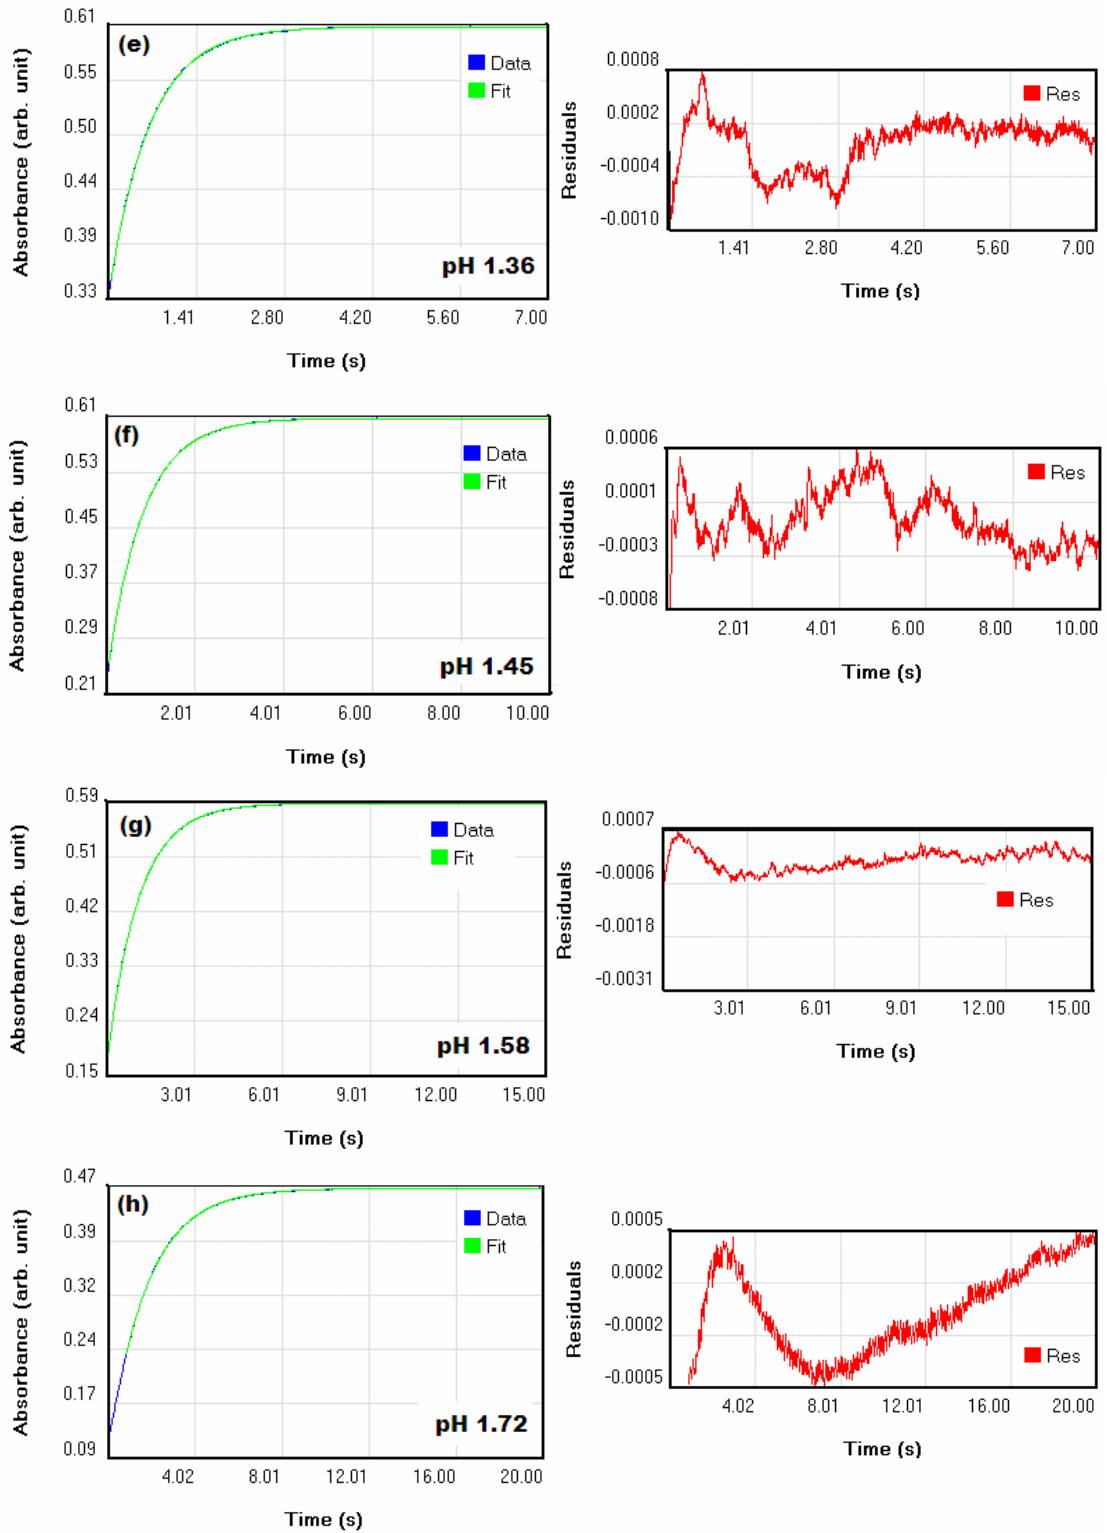 0.61
(e)
Data
Fit
0.55
0.50
0.44
0.39
0.33
Absorbance (arb. unit)
pH 1.36
1.41 2.80 4.20 5.60 7.00
Time (s)
0.0008
0.0002
-0.0004
-0.0010
Residuals
Res
1.41 2.80 4.20 5.60 7.00
Time (s)
0.61
(f)
Data
Fit
0.53
0.45
0.37
0.29
0.21
Absorbance (arb. unit)
pH 1.45
2.01 4.01 6.00 8.00 10.00
Time (s)
0.0006
0.0001
-0.0003
-0.0008
Residuals
Res
2.01 4.01 6.00 8.00 10.00
Time (s)
0.59
(g)
Data
Fit
0.51
0.42
0.33
0.24
0.15
Absorbance (arb. unit)
pH 1.58
3.01 6.01 9.01 12.00 15.00
Time (s)
0.0007
-0.0006
-0.0018
-0.0031
Residuals
Res
3.01 6.01 9.01 12.00 15.00
Time (s)
0.47
(h)
Data
Fit
0.39
0.32
0.24
0.17
0.09
Absorbance (arb. unit)
pH 1.72
4.02 8.01 12.01 16.00 20.00
Time (s)
0.0005
0.0002
-0.0002
-0.0005
Residuals
Res
4.02 8.01 12.01 16.00 20.00
Time (s)